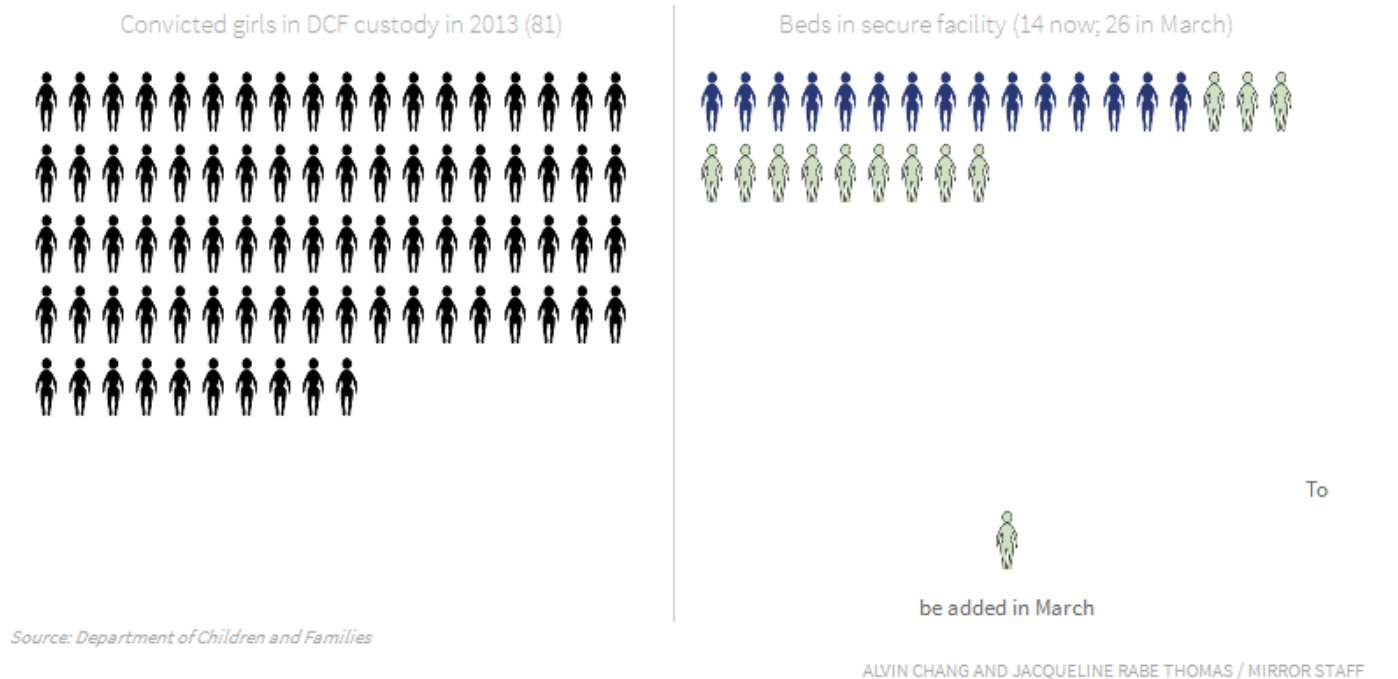 Convicted girls in DCF custody in 2013 (81)
Beds in secure facility (14 now; 26 in March)
To
be added in March
Source: Department of Children and Families
ALVIN CHANG AND JACQUELINE RABE THOMAS / MIRROR STAFF